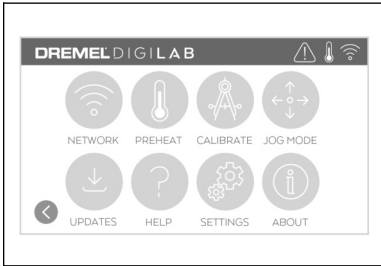 DREMEL DIGILAB
NETWORK PREHEAT CALIBRATE JOG MODE
UPDATES HELP SETTINGS ABOUT